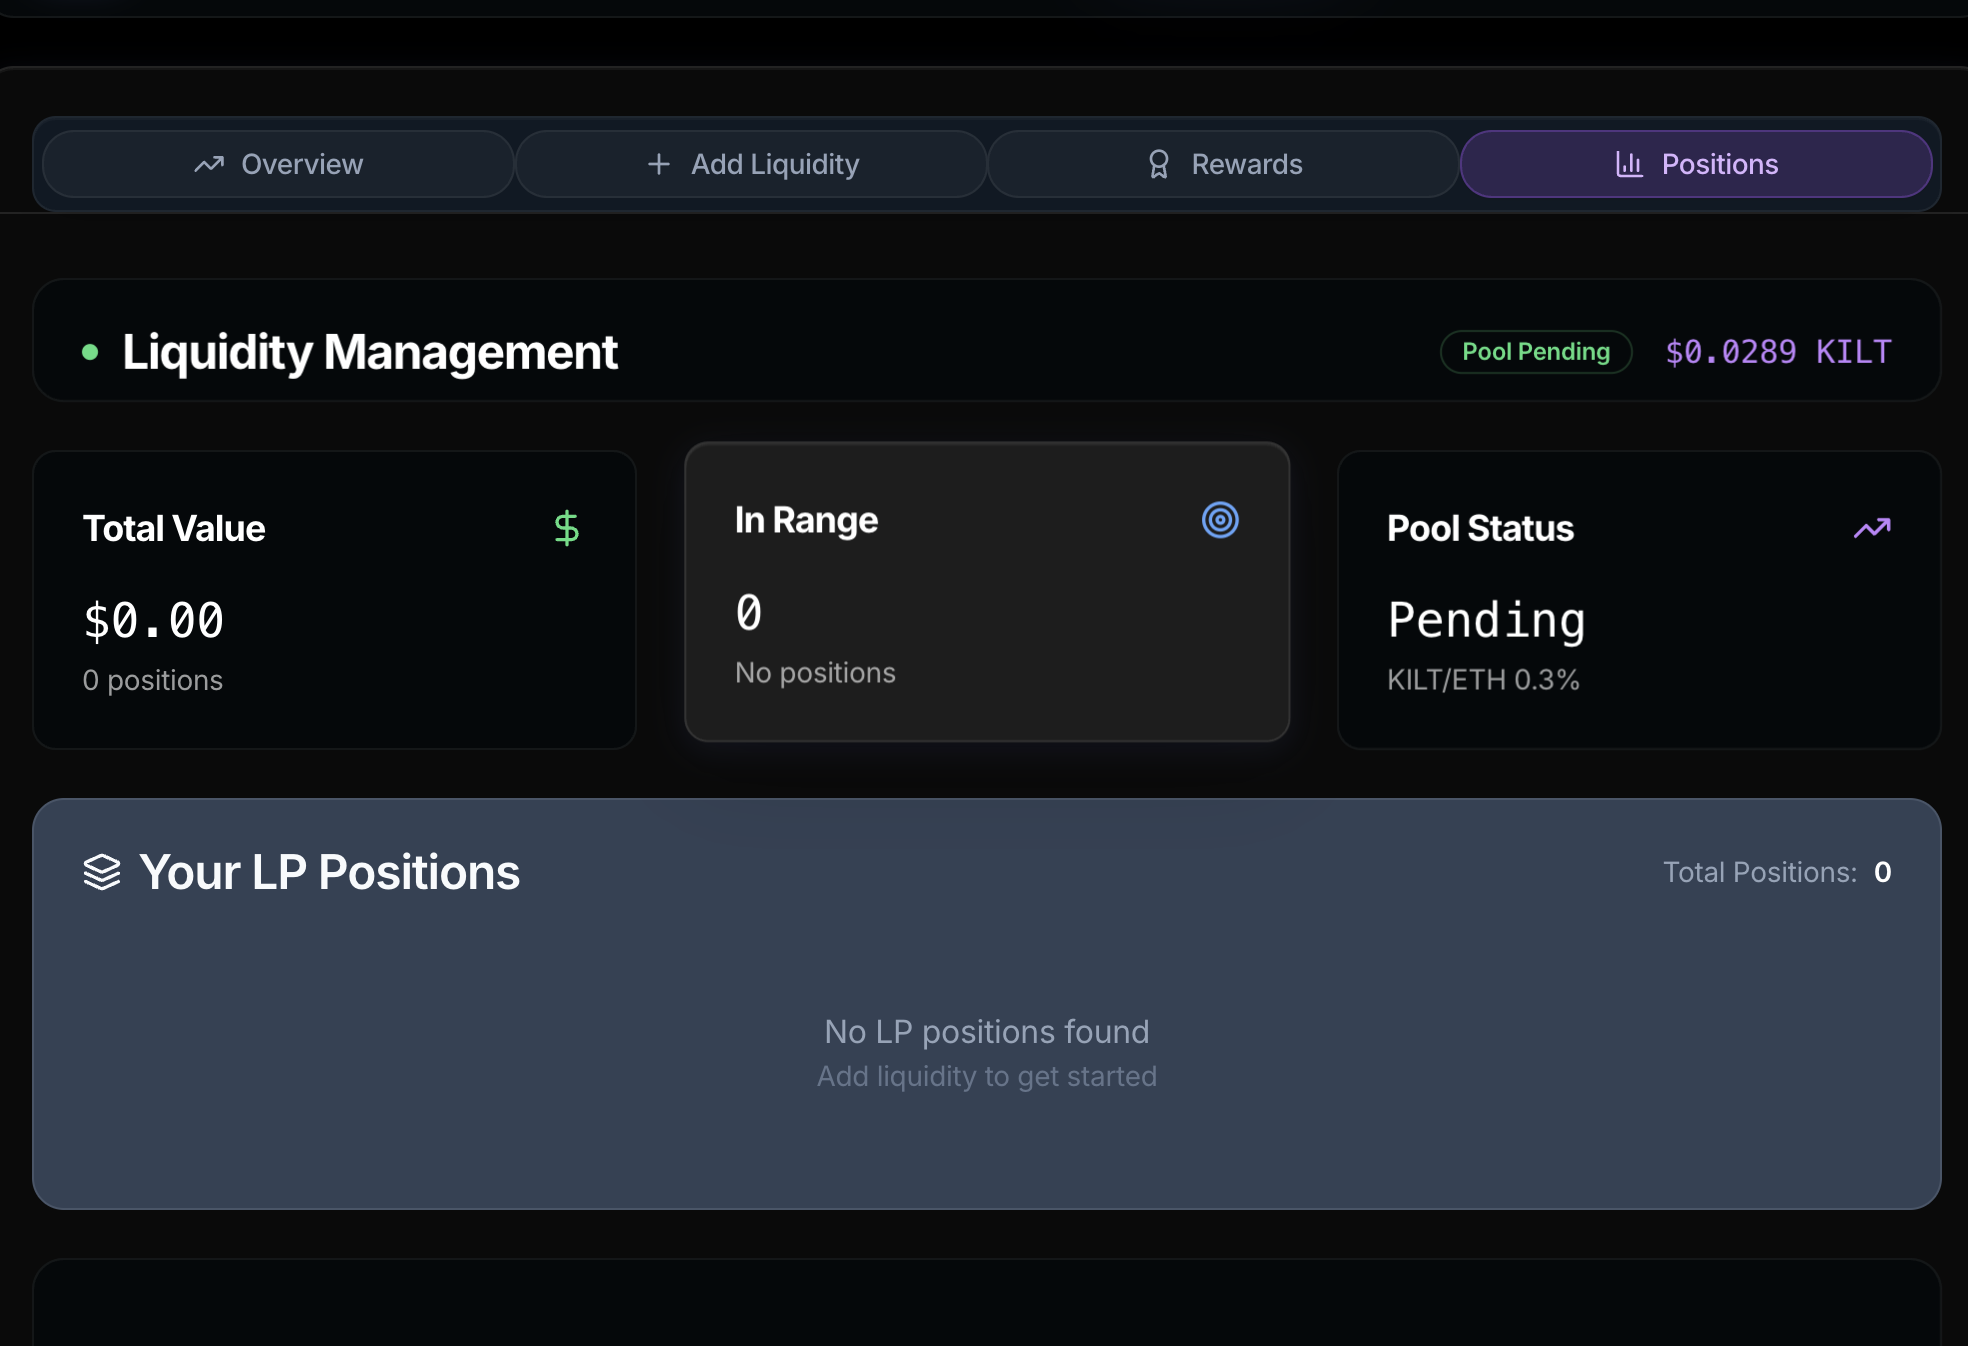 Overview
Add Liquidity
Rewards
Positions
Liquidity Management
Pool Pending
$0.0289 KILT
Total Value
$0.00
0 positions
In Range
0
No positions
Pool Status
Pending
KILT/ETH 0.3%
Your LP Positions
Total Positions: 0
No LP positions found
Add liquidity to get started